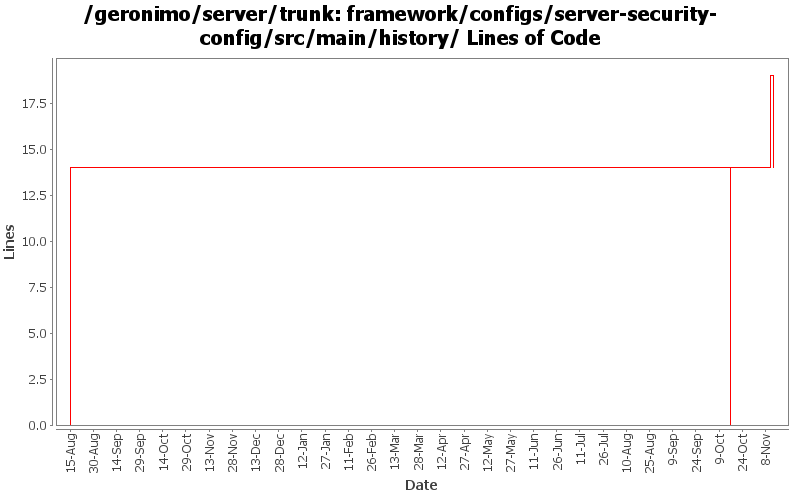 /geronimo/server/trunk: framework/configs/server-security-
config/src/main/history/ Lines of Code
17.5
15.0
12.5
10.0
7.5
5.0
2.5
0.0
Lines
15-Aug
30-Aug
14-Sep
29-Sep
14-Oct
29-Oct
13-Nov
28-Nov
13-Dec
28-Dec
12-Jan
27-Jan
11-Feb
26-Feb
13-Mar
28-Mar
12-Apr
27-Apr
12-May
27-May
11-Jun
26-Jun
11-Jul
26-Jul
10-Aug
25-Aug
9-Sep
24-Sep
9-Oct
24-Oct
8-Nov
Date